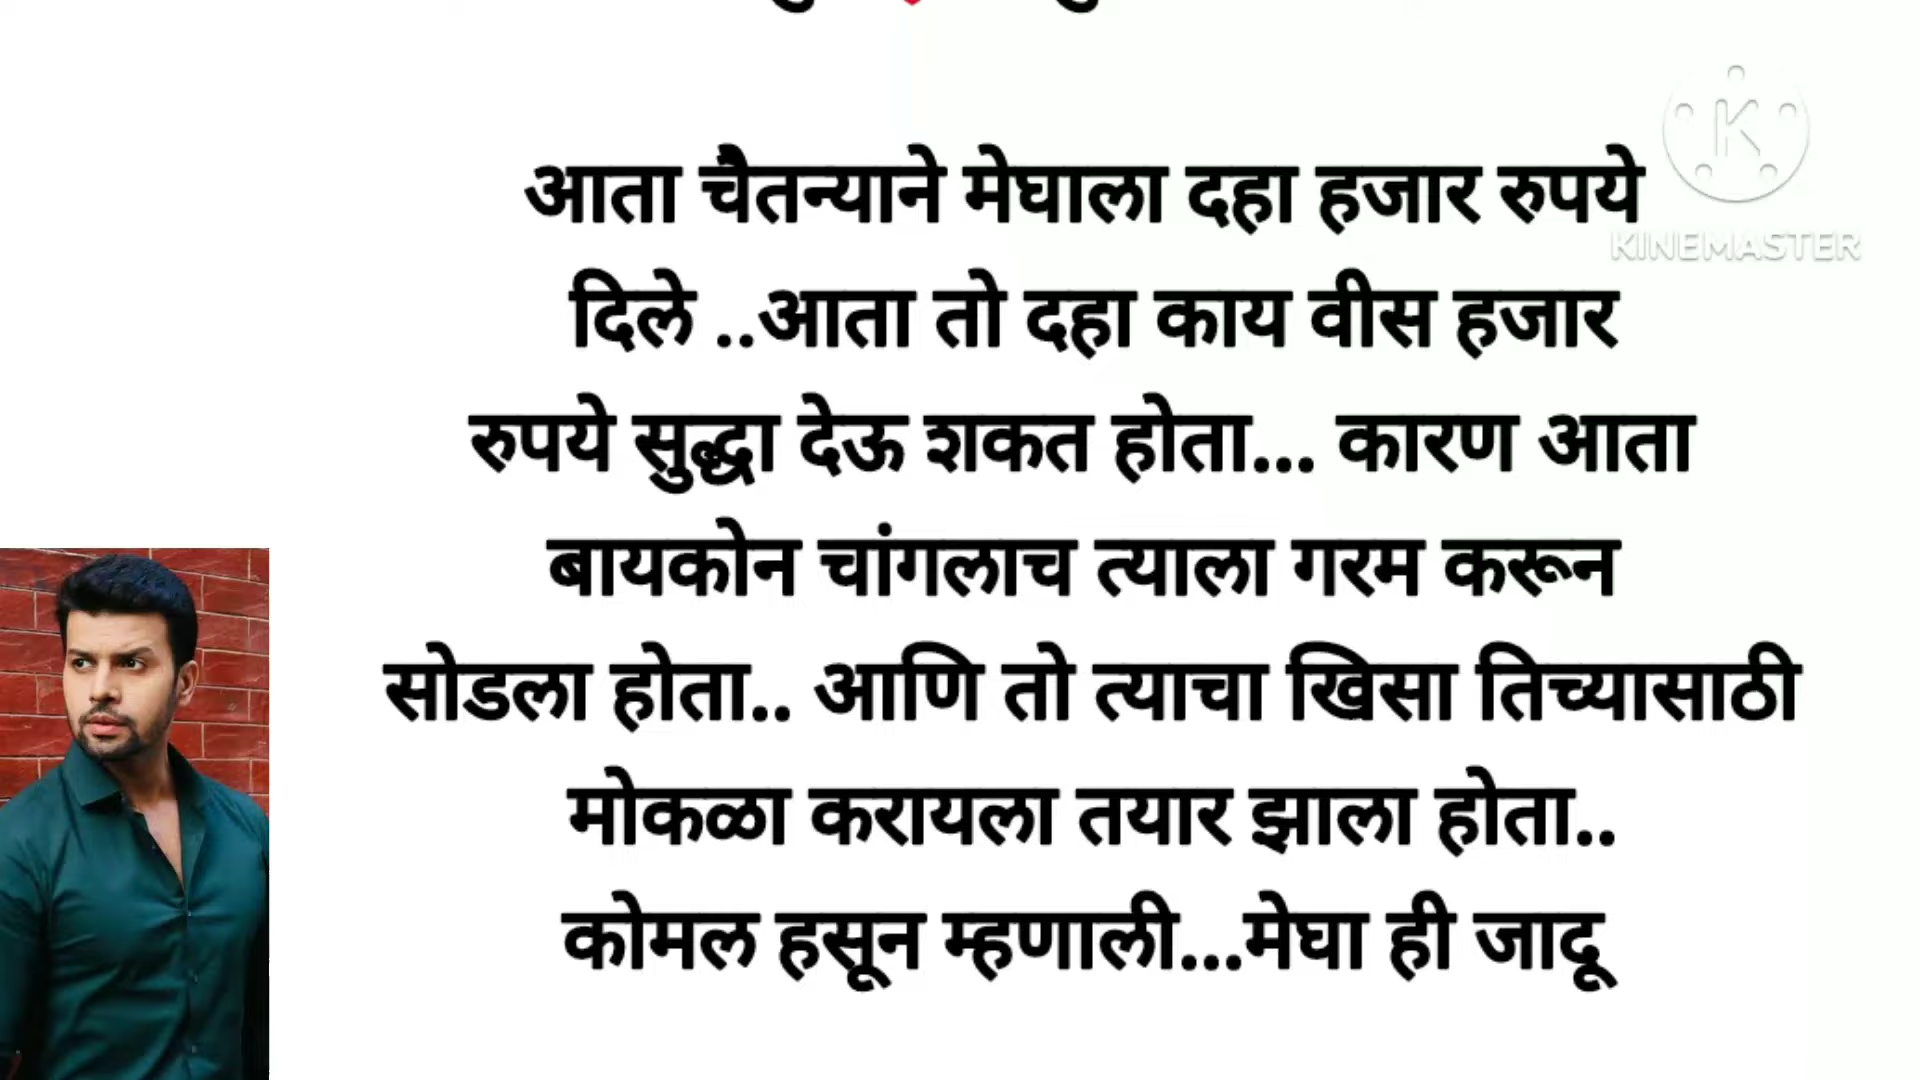 आता चैतन्याने मेघाला दहा हजार रुपये
KINEMASTER
दिले ..आता तो दहा काय वीस हजार
रुपये सुद्धा देऊ शकत होता... कारण आता
बायकोन चांगलाच त्याला गरम करून
सोडला होता.. आणि तो त्याचा खिसा तिच्यासाठी
मोकळा करायला तयार झाला होता..
कोमल हसून म्हणाली...मेघा ही जादू